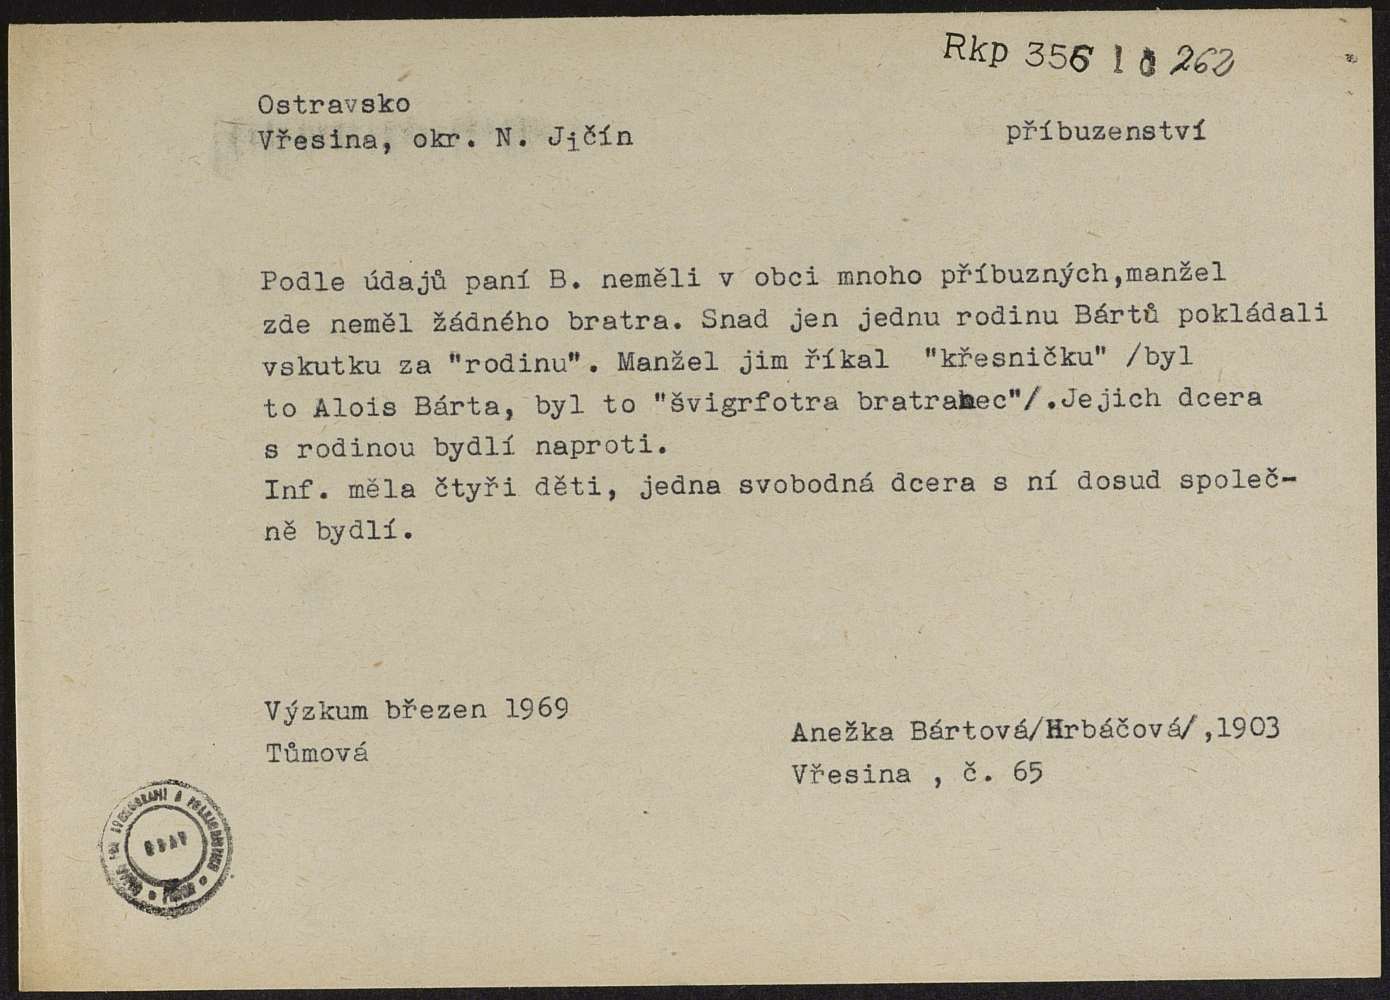 Rkp 356 262
Ostravsko
Vřesina, okr. N. Jičín
příbuzenství
Podle údajů paní B. neměli v obci mnoho příbuzných,manžel
zde neměl žádného bratra. Snad jen jednu rodinu Bártů pokládali
vskutku za "rodinu". Manžel jim říkal "křesničku" /byl
to Alois Bárta, byl to "švigrfotra bratranec"/.Jejich dcera
s rodinou bydlí naproti.
Inf. měla čtyři děti, jedna svobodná dcera s ní dosud společ-
ně bydlí.
Výzkum březen 1969
Tůmová
Anežka Bártová/Hrbáčová/,1903
Vřesina , č. 65
ČSAV